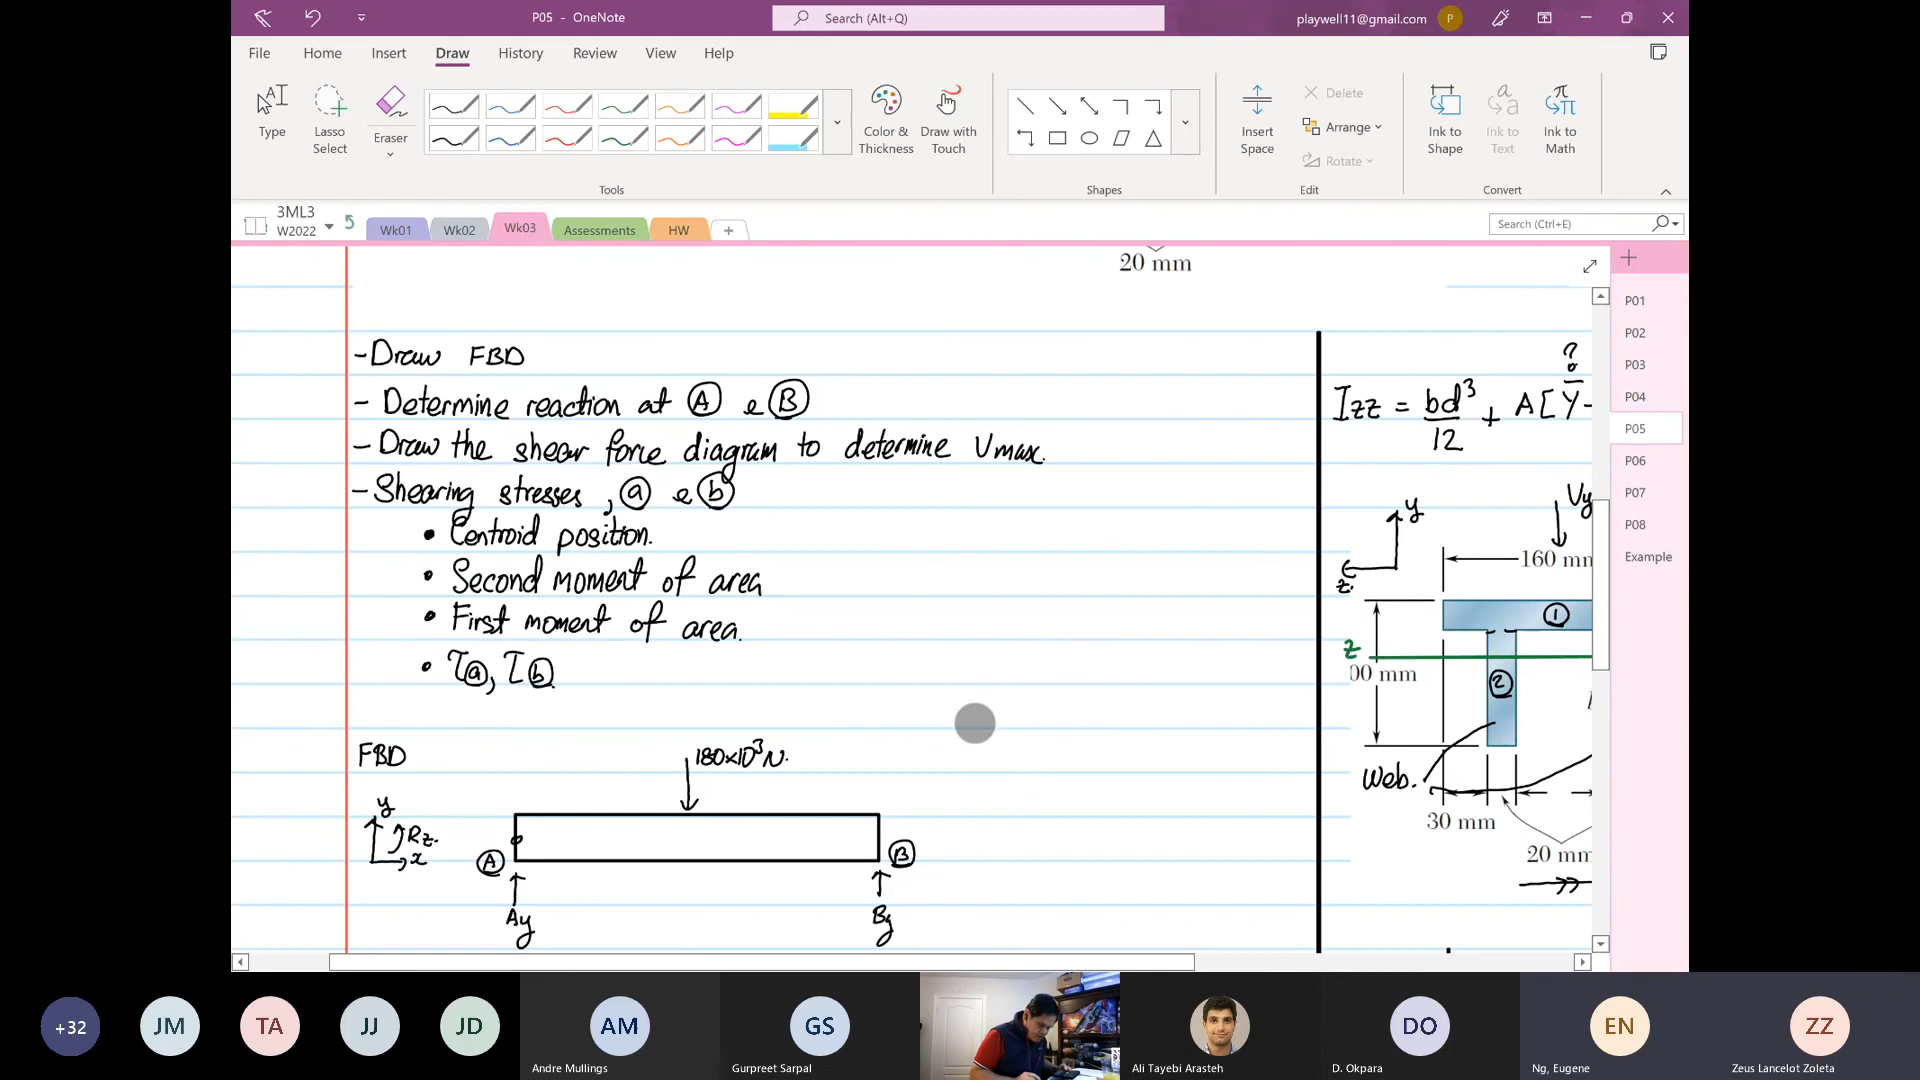 P05 - OneNote
Search (Alt+Q)
playwell11@gmail.com
P
File Home Insert Draw History Review View Help
Type
Lasso Select
Eraser
Color & Thickness
Draw with Touch
Insert Space
Delete
Arrange
Rotate
Ink to Shape
Ink to Text
Ink to Math
Tools
Shapes
Edit
Convert
3ML3
W2022
Wk01 Wk02 Wk03 Assessments HW
Search (Ctrl+E)
20 mm
P01
P02
P03
P04
P05
P06
P07
P08
Example
- Draw FBD
- Determine reaction at A e B
- Draw the shear force diagram to determine Vmax.
- Shearing stresses, a e b
• Centroid position.
• Second moment of area
• First moment of area.
• τa, τb.
FBD
180×10³N.
y
Rz.
x
A
B
Ay
By
?
Izz = bd³/12 + A[Y-
y
z.
Vy
160 mm
1
z
00 mm
2
Web.
30 mm
20 mm
+32
JM
TA
JJ
JD
AM
Andre Mullings
GS
Gurpreet Sarpal
Ali Tayebi Arasteh
DO
D. Okpara
EN
Ng, Eugene
ZZ
Zeus Lancelot Zoleta